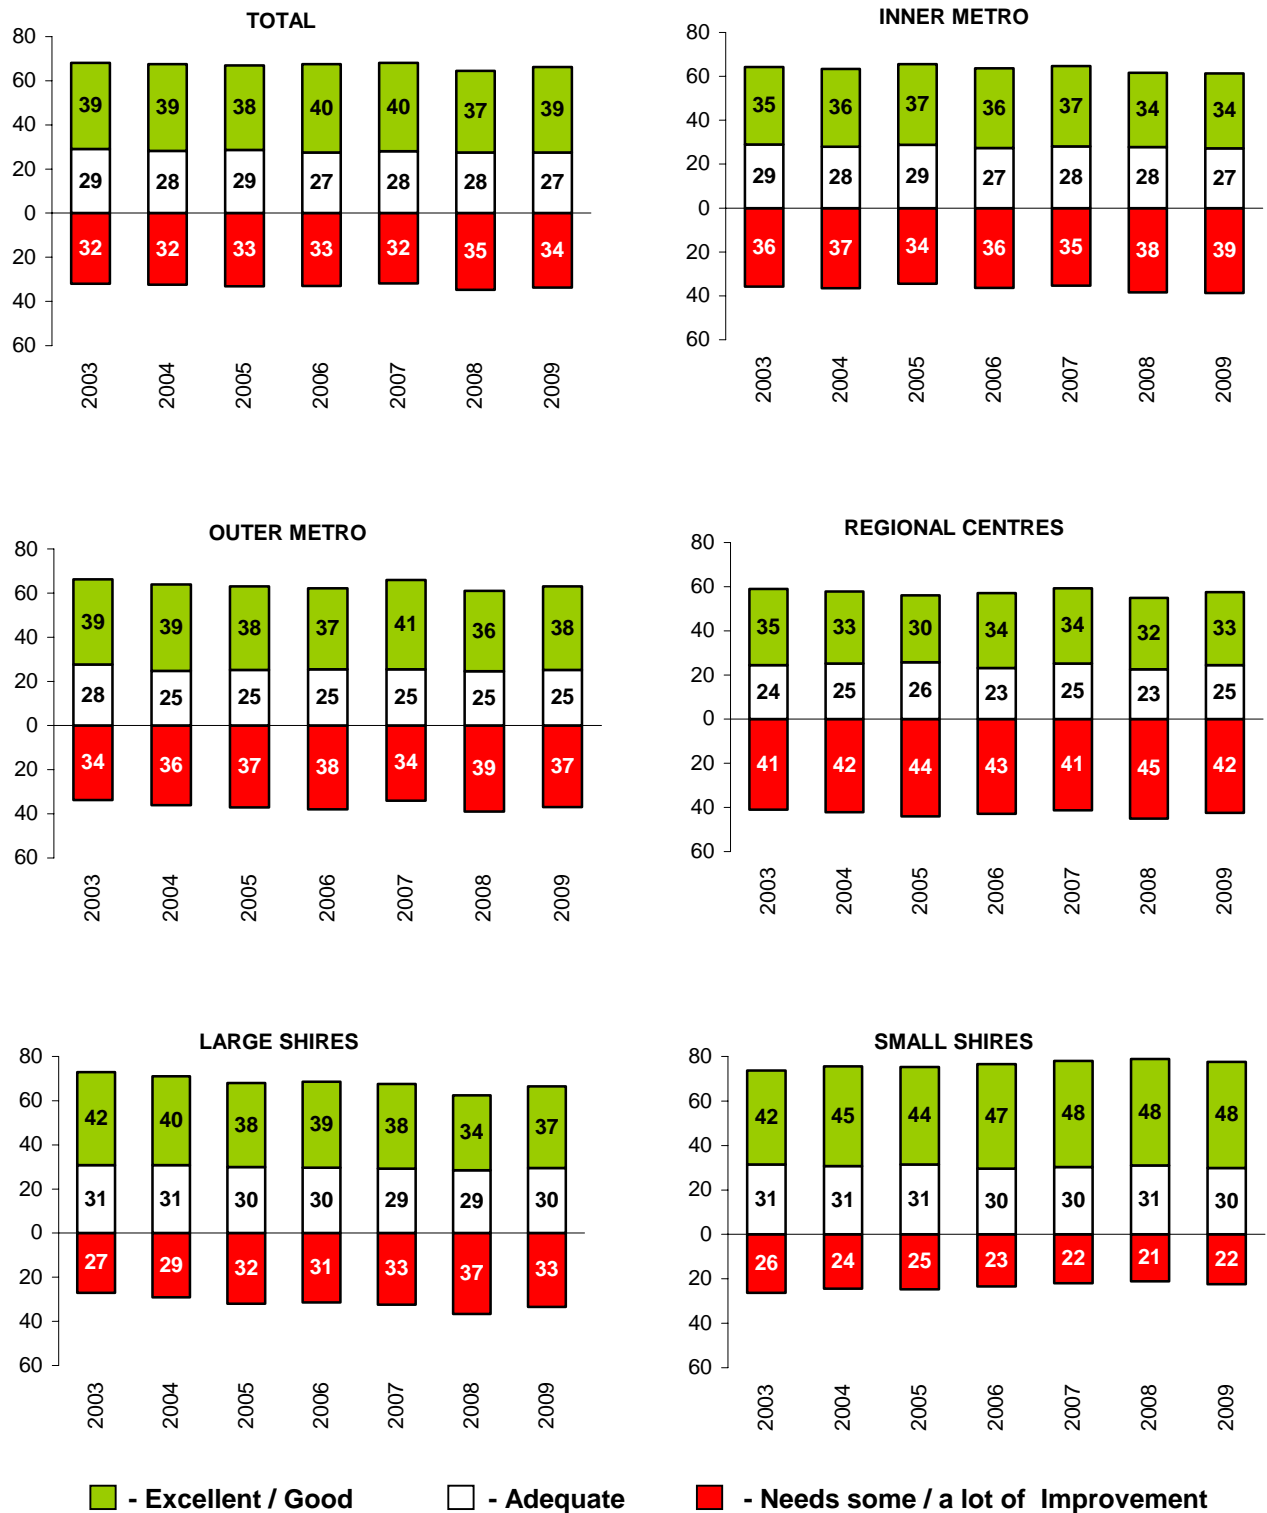 TOTAL
80
60
40
20
0
20
40
60
39 39 38 40 40 37 39
29 28 29 27 28 28 27
32 32 33 33 32 35 34
2003 2004 2005 2006 2007 2008 2009
INNER METRO
80
60
40
20
0
20
40
60
35 36 37 36 37 34 34
29 28 29 27 28 28 27
36 37 34 36 35 38 39
2003 2004 2005 2006 2007 2008 2009
OUTER METRO
80
60
40
20
0
20
40
60
39 39 38 37 41 36 38
28 25 25 25 25 25 25
34 36 37 38 34 39 37
2003 2004 2005 2006 2007 2008 2009
REGIONAL CENTRES
80
60
40
20
0
20
40
60
35 33 30 34 34 32 33
24 25 26 23 25 23 25
41 42 44 43 41 45 42
2003 2004 2005 2006 2007 2008 2009
LARGE SHIRES
80
60
40
20
0
20
40
60
42 40 38 39 38 34 37
31 31 30 30 29 29 30
27 29 32 31 33 37 33
2003 2004 2005 2006 2007 2008 2009
SMALL SHIRES
80
60
40
20
0
20
40
60
42 45 44 47 48 48 48
31 31 31 30 30 31 30
26 24 25 23 22 21 22
2003 2004 2005 2006 2007 2008 2009
- Excellent / Good - Adequate - Needs some / a lot of Improvement